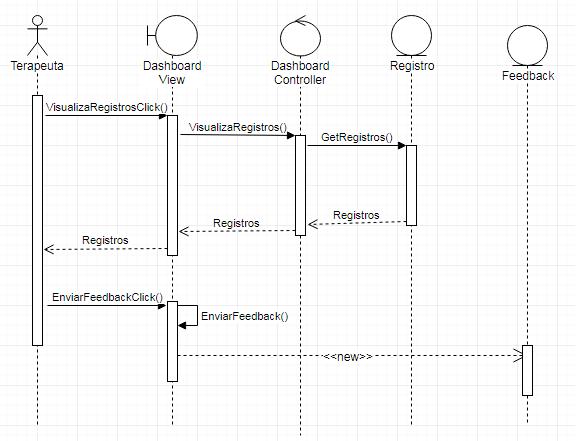 Terapeuta
Dashboard
View
Dashboard
Controller
Registro
Feedback
VisualizaRegistrosClick()
VisualizaRegistros()
GetRegistros()
Registros
Registros
Registros
EnviarFeedbackClick()
EnviarFeedback()
<<new>>